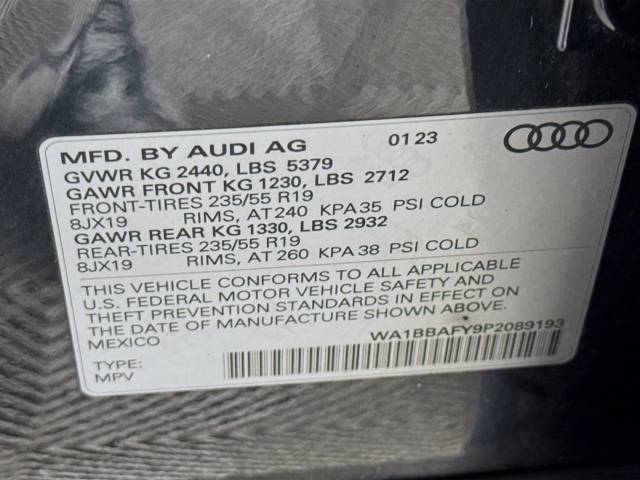 MFD. BY AUDI AG 01 23
GVWR KG 2440, LBS 5379
GAWR FRONT KG 1230, LBS 2712
FRONT-TIRES 235/55 R19
8JX19 RIMS, AT 240 KPA 35 PSI COLD
GAWR REAR KG 1330, LBS 2932
REAR-TIRES 235/55 R19
8JX19 RIMS, AT 260 KPA 38 PSI COLD
THIS VEHICLE CONFORMS TO ALL APPLICABLE
U.S. FEDERAL MOTOR VEHICLE SAFETY AND
THEFT PREVENTION STANDARDS IN EFFECT ON
THE DATE OF MANUFACTURE SHOWN ABOVE.
MEXICO WA1BBAFY9P2089193
TYPE:
MPV